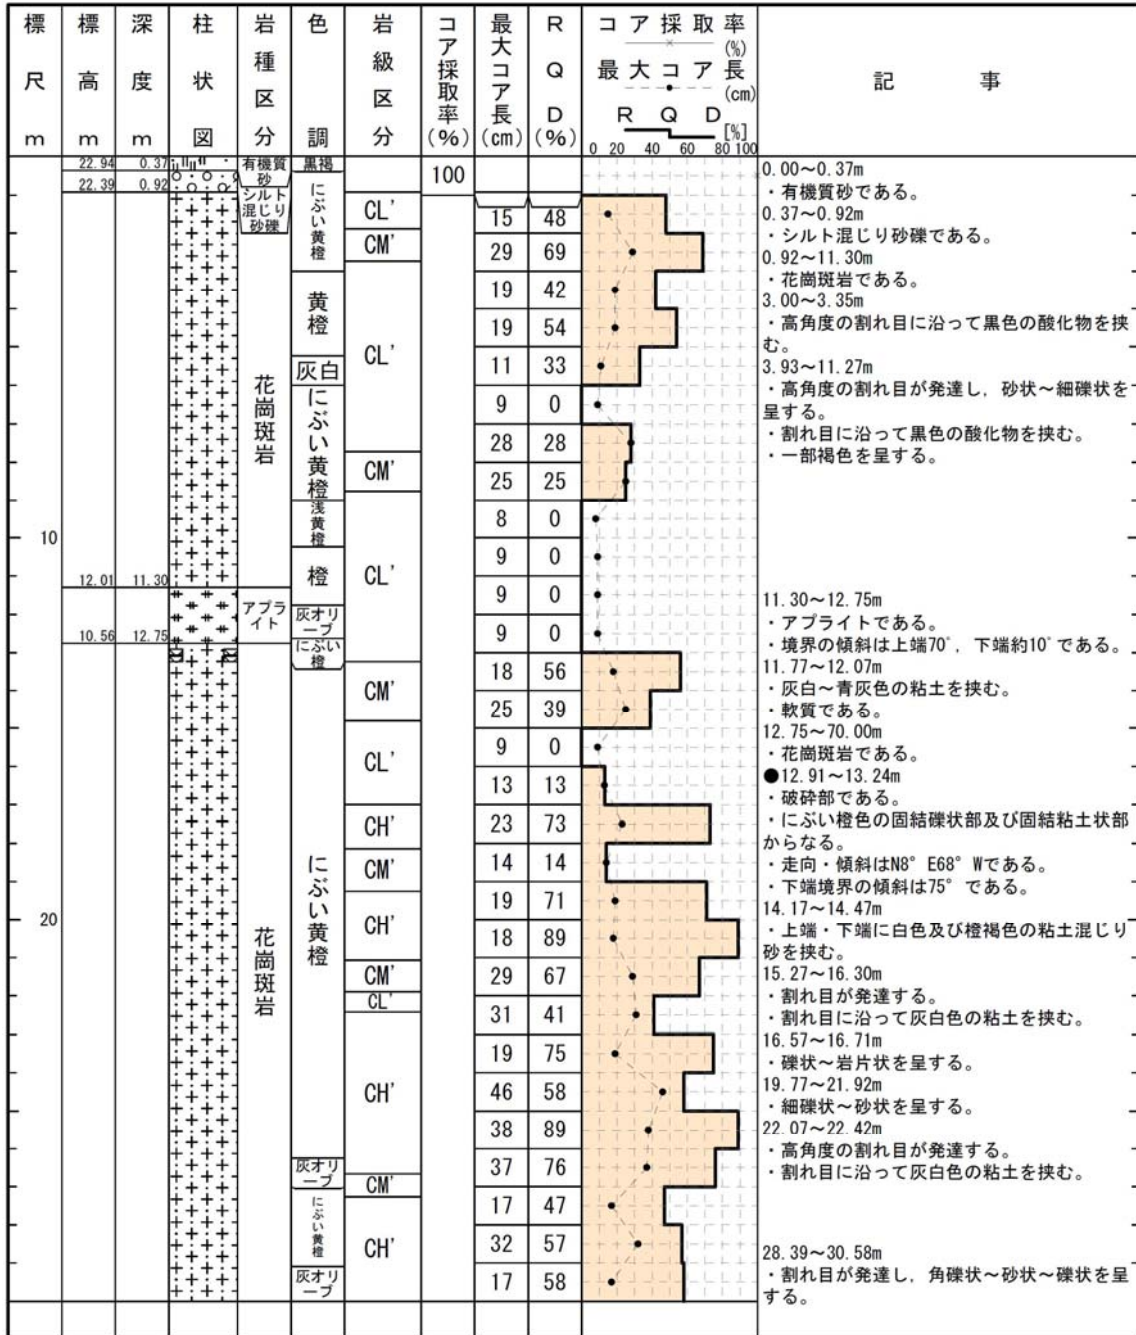 標尺 m
標高 m
深度 m
柱状図
岩種区分
色調
岩級区分
コア採取率(%)
最大コア長(cm)
RQD(%)
コア採取率
(%)
最大コア長
(cm)
RQD
[%]
0 20 40 60 80 100
記事
22.94 0.37
22.39 0.92
10
12.01 11.30
10.56 12.75
20
有機質
砂
シルト
混じり
砂礫
花崗斑岩
アプラ
イト
花崗斑岩
黒褐
にぶい黄橙
黄橙
灰白
にぶい黄橙
浅黄橙
橙
灰オリ
ーブ
にぶい
橙
にぶい黄橙
灰オリ
ーブ
にぶい黄橙
灰オリ
ーブ
CL'
CM'
CL'
CM'
CL'
CM'
CL'
CH'
CM'
CH'
CM'
CL'
CH'
CM'
CH'
100
15 48
29 69
19 42
19 54
11 33
9 0
28 28
25 25
8 0
9 0
9 0
9 0
18 56
25 39
9 0
13 13
23 73
14 14
19 71
18 89
29 67
31 41
19 75
46 58
38 89
37 76
17 47
32 57
17 58
0.00～0.37m
・有機質砂である。
0.37～0.92m
・シルト混じり砂礫である。
0.92～11.30m
・花崗斑岩である。
3.00～3.35m
・高角度の割れ目に沿って黒色の酸化物を挟
む。
3.93～11.27m
・高角度の割れ目が発達し，砂状～細礫状を
呈する。
・割れ目に沿って黒色の酸化物を挟む。
・一部褐色を呈する。
11.30～12.75m
・アプライトである。
・境界の傾斜は上端70°，下端約10°である。
11.77～12.07m
・灰白～青灰色の粘土を挟む。
・軟質である。
12.75～70.00m
・花崗斑岩である。
●12.91～13.24m
・破砕部である。
・にぶい橙色の固結礫状部及び固結粘土状部
からなる。
・走向・傾斜はN8°E68°Wである。
・下端境界の傾斜は75°である。
14.17～14.47m
・上端・下端に白色及び橙褐色の粘土混じり
砂を挟む。
15.27～16.30m
・割れ目が発達する。
・割れ目に沿って灰白色の粘土を挟む。
16.57～16.71m
・礫状～岩片状を呈する。
19.77～21.92m
・細礫状～砂状を呈する。
22.07～22.42m
・高角度の割れ目が発達する。
・割れ目に沿って灰白色の粘土を挟む。
28.39～30.58m
・割れ目が発達し，角礫状～砂状～礫状を呈
する。